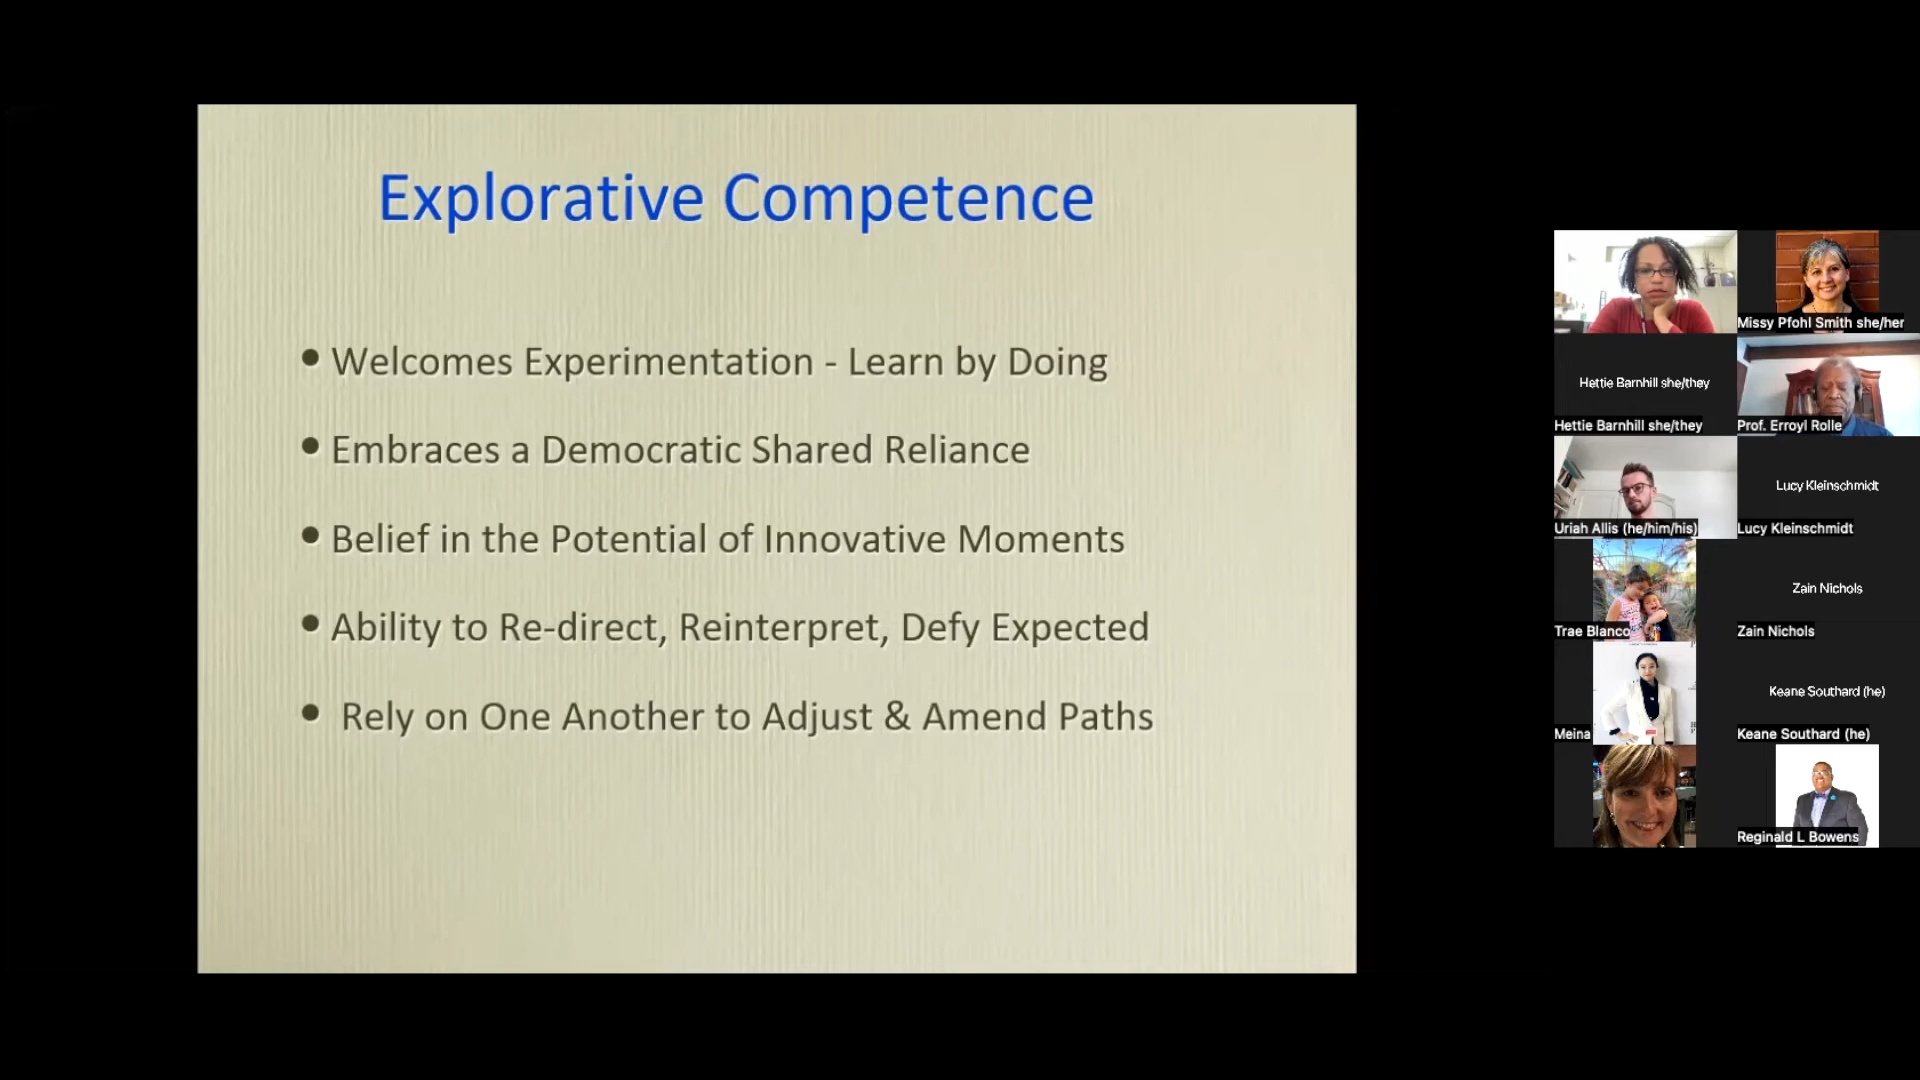 Explorative Competence
• Welcomes Experimentation - Learn by Doing
• Embraces a Democratic Shared Reliance
• Belief in the Potential of Innovative Moments
• Ability to Re-direct, Reinterpret, Defy Expected
• Rely on One Another to Adjust & Amend Paths
Missy Pfohl Smith she/her
Hettie Barnhill she/they
Hettie Barnhill she/they
Prof. Erroyl Rolle
Uriah Allis (he/him/his)
Lucy Kleinschmidt
Lucy Kleinschmidt
Trae Blanco
Zain Nichols
Zain Nichols
Meina
Keane Southard (he)
Keane Southard (he)
Reginald L Bowens